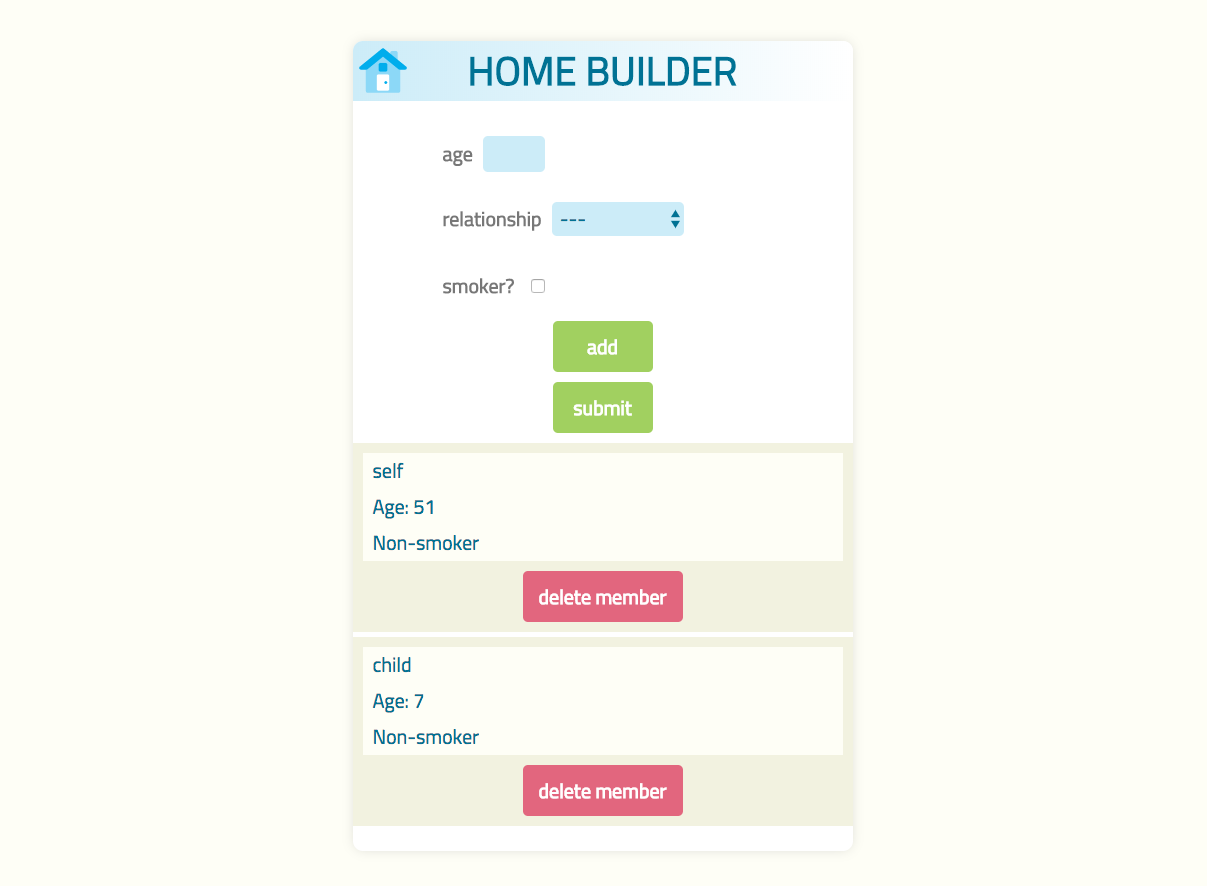 HOME BUILDER
age
relationship ---
smoker?
add
submit
self
Age: 51
Non-smoker
delete member
child
Age: 7
Non-smoker
delete member